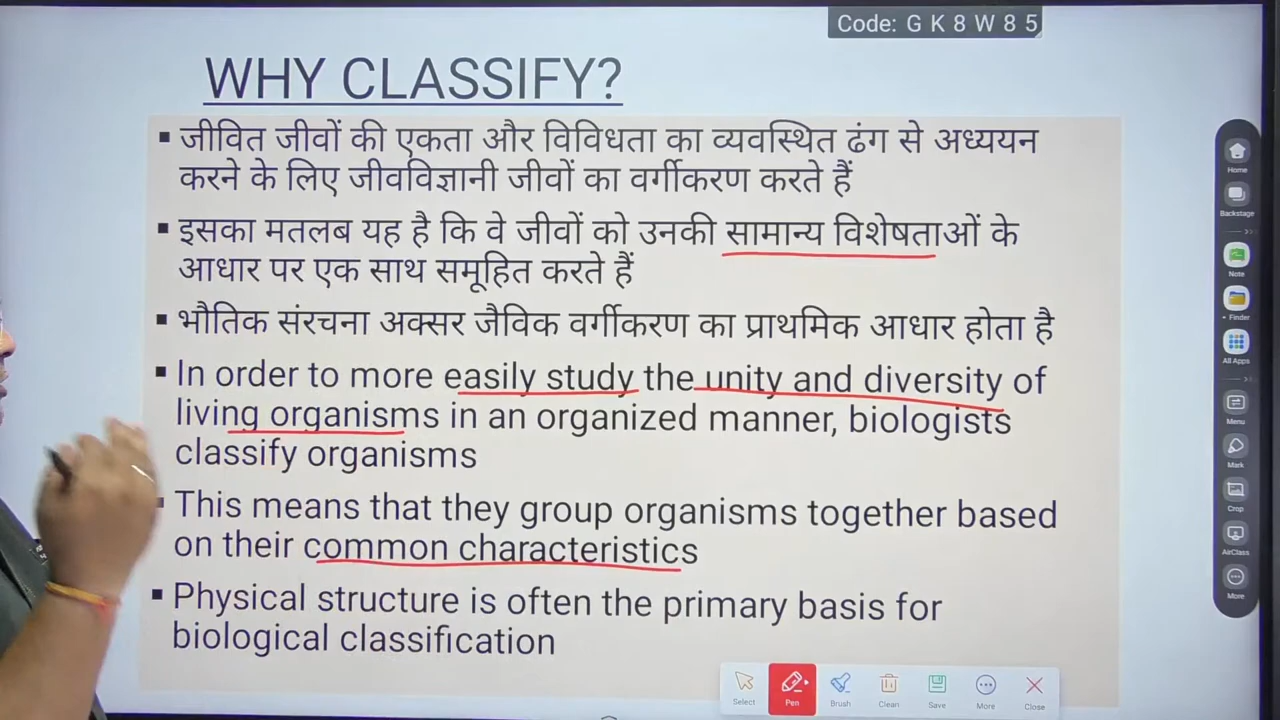 Code: G K 8 W 8 5
WHY CLASSIFY?
▪ जीवित जीवों की एकता और विविधता का व्यवस्थित ढंग से अध्ययन
करने के लिए जीवविज्ञानी जीवों का वर्गीकरण करते हैं
▪ इसका मतलब यह है कि वे जीवों को उनकी सामान्य विशेषताओं के
आधार पर एक साथ समूहित करते हैं
▪ भौतिक संरचना अक्सर जैविक वर्गीकरण का प्राथमिक आधार होता है
▪ In order to more easily study the unity and diversity of
living organisms in an organized manner, biologists
classify organisms
▪ This means that they group organisms together based
on their common characteristics
▪ Physical structure is often the primary basis for
biological classification
Home
Backstage
Note
Finder
All Apps
Menu
Mark
Crop
AirClass
More
Select
Pen
Brush
Clean
Save
More
Close